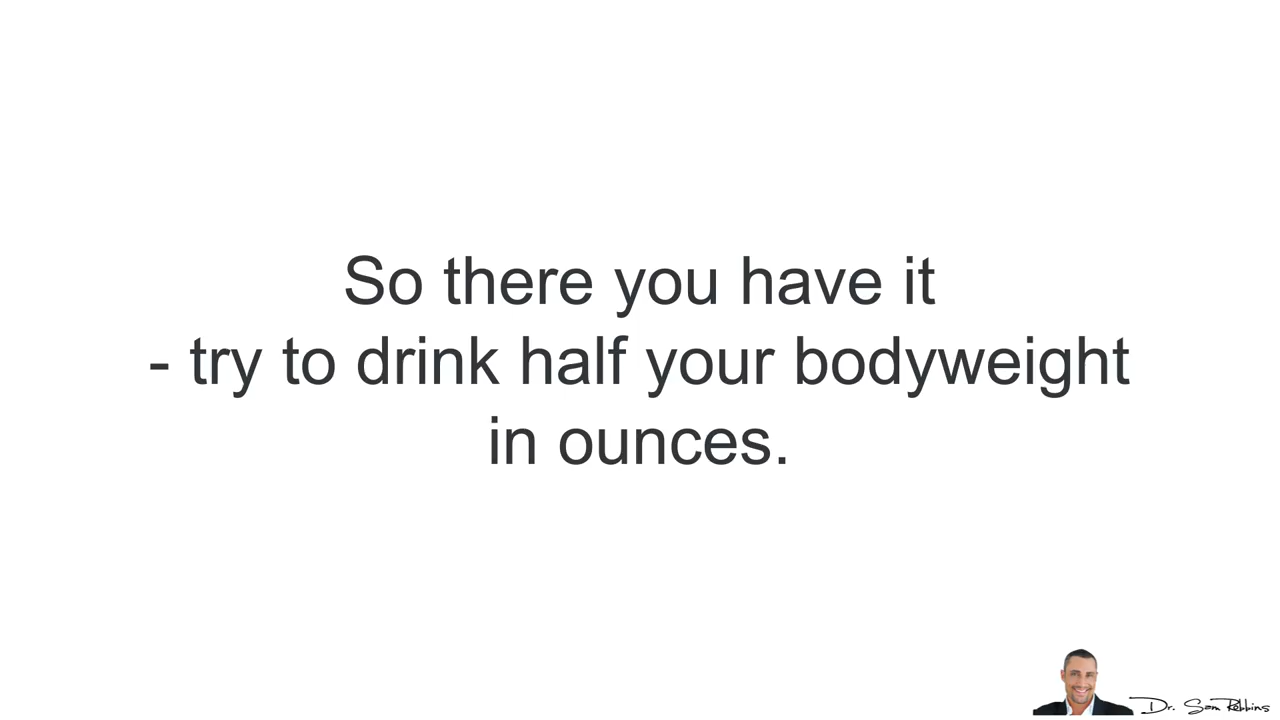 So there you have it
- try to drink half your bodyweight
in ounces.
Dr. Sam Robbins